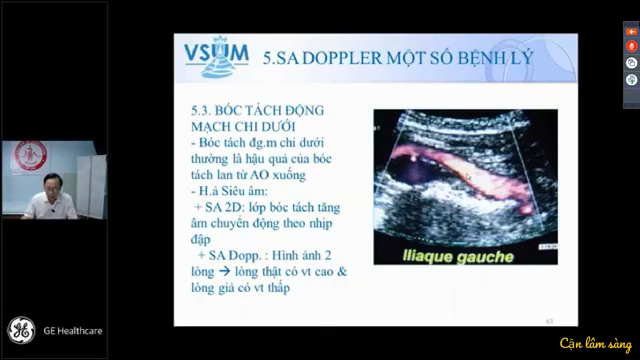 VSUM
5.SA DOPPLER MỘT SỐ BỆNH LÝ
5.3. BÓC TÁCH ĐỘNG
MẠCH CHI DƯỚI
- Bóc tách đg.m chi dưới
thường là hậu quả của bóc
tách lan từ AO xuống
- H.ả Siêu âm:
+ SA 2D: lớp bóc tách tăng
âm chuyển động theo nhịp
đập
+ SA Dopp. : Hình ảnh 2
lòng → lòng thật có vt cao &
lòng giả có vt thấp
Iliaque gauche
63
GE Healthcare
Cận lâm sàng